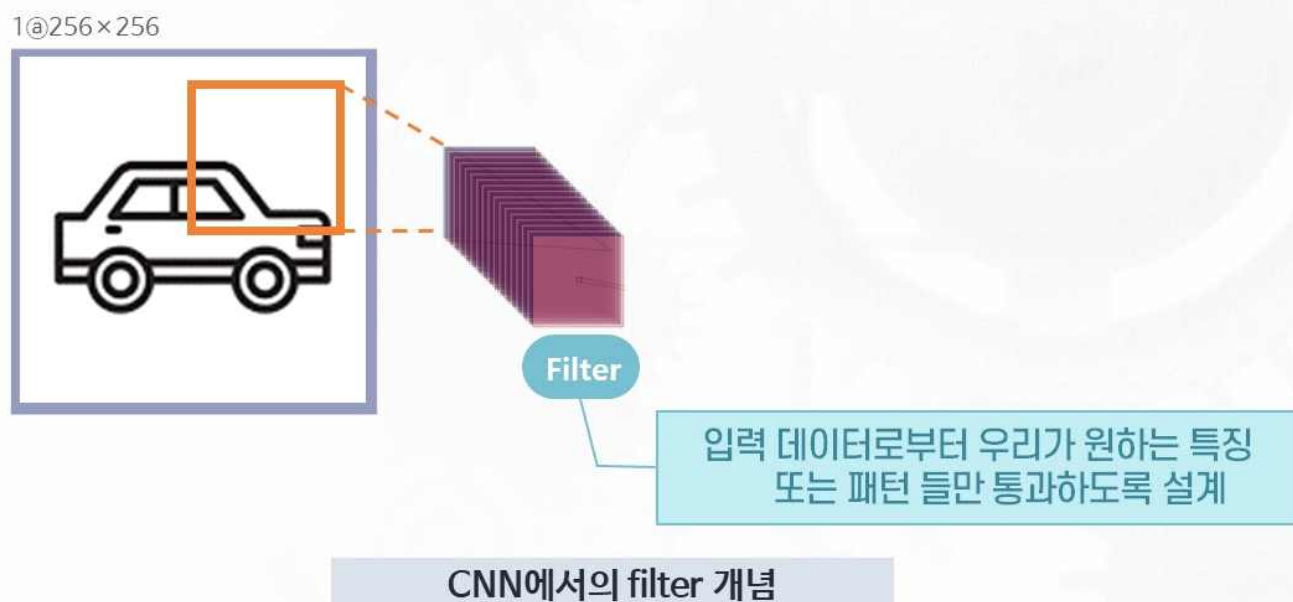 1@256×256
Filter
입력 데이터로부터 우리가 원하는 특징
또는 패턴 들만 통과하도록 설계
CNN에서의 filter 개념